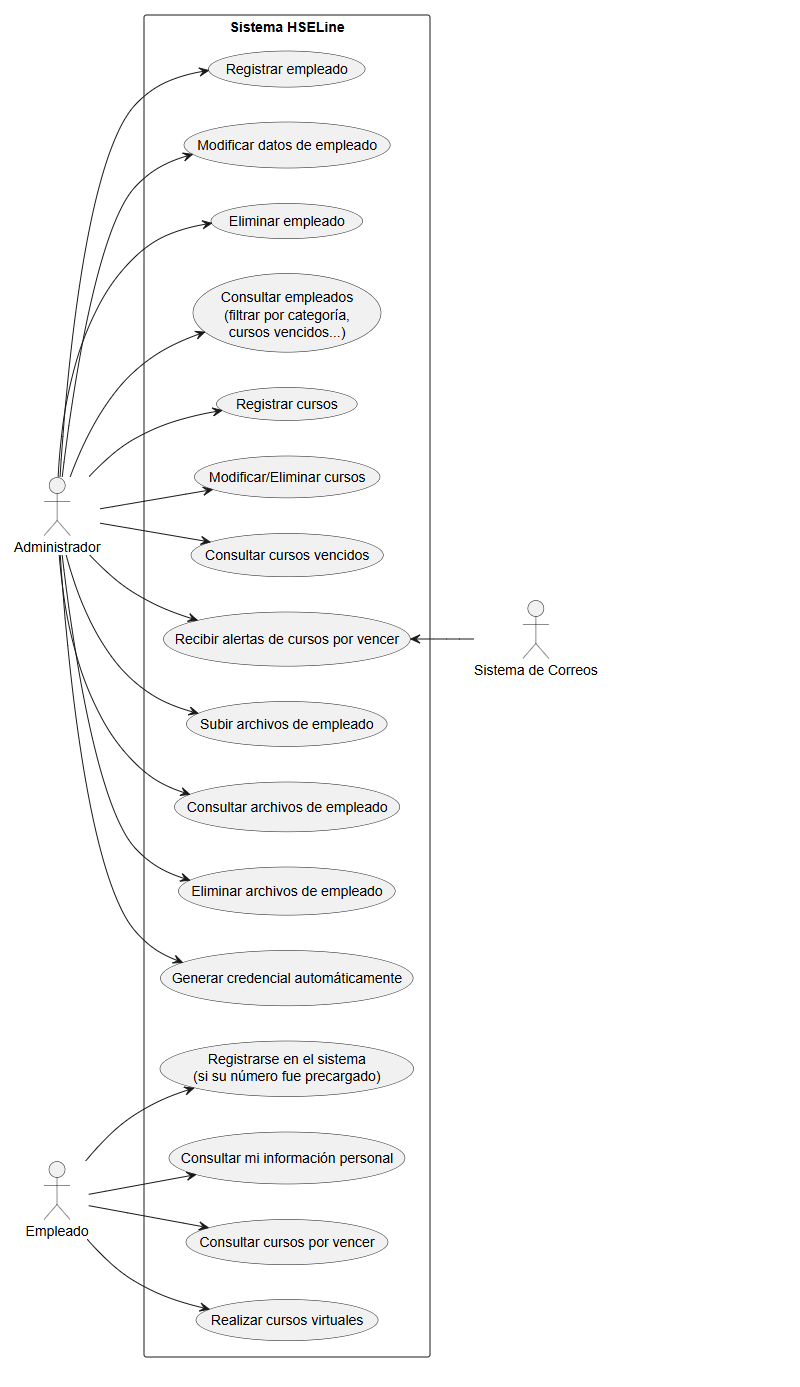 Sistema HSELine
Registrar empleado
Modificar datos de empleado
Eliminar empleado
Consultar empleados
(filtrar por categoría,
cursos vencidos...)
Registrar cursos
Modificar/Eliminar cursos
Administrador
Consultar cursos vencidos
Recibir alertas de cursos por vencer
Sistema de Correos
Subir archivos de empleado
Consultar archivos de empleado
Eliminar archivos de empleado
Generar credencial automáticamente
Registrarse en el sistema
(si su número fue precargado)
Consultar mi información personal
Empleado
Consultar cursos por vencer
Realizar cursos virtuales